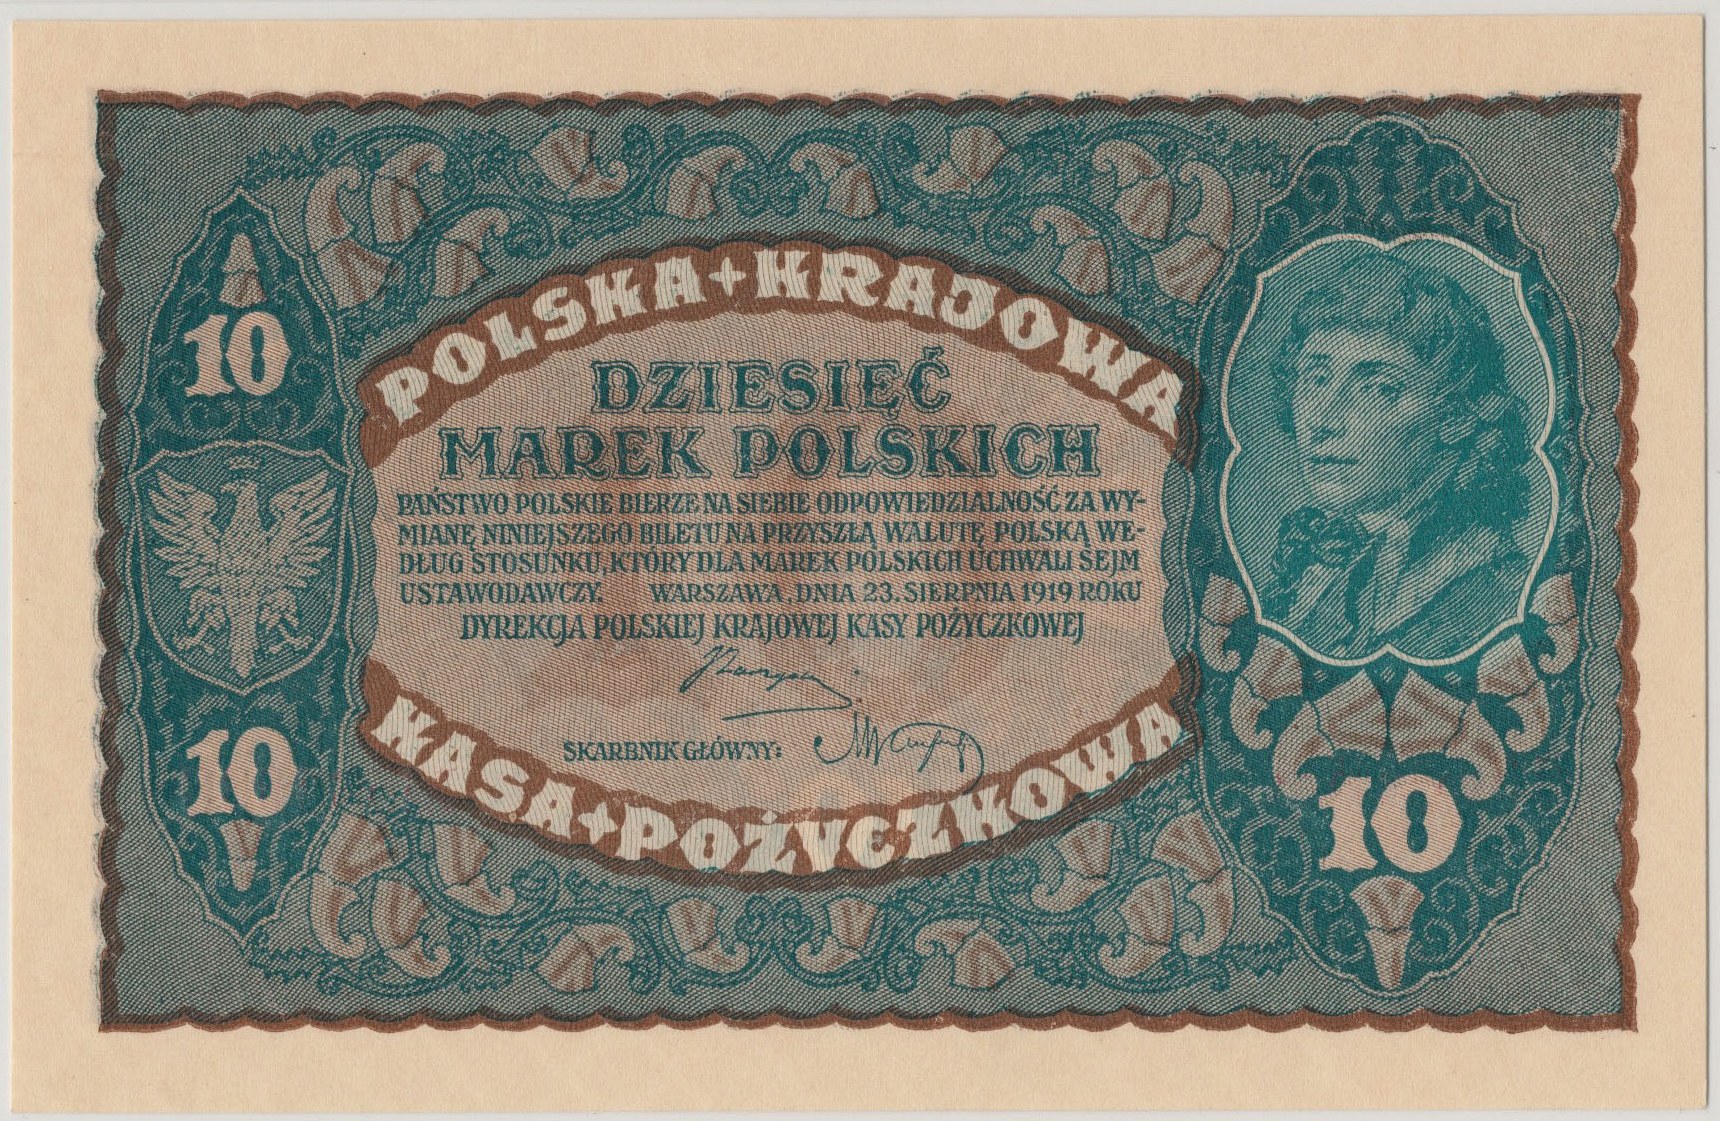 POLSKA + KRAJOWA
10
DZIESIĘĆ
MAREK POLSKICH
PAŃSTWO POLSKIE BIERZE NA SIEBIE ODPOWIEDZIALNOŚĆ ZA WY-
MIANĘ NINIEJSZEGO BILETU NA PRZYSZŁĄ WALUTĘ POLSKĄ WE-
DŁUG STOSUNKU, KTÓRY DLA MAREK POLSKICH UCHWALI SEJM
USTAWODAWCZY. WARSZAWA, DNIA 23. SIERPNIA 1919 ROKU
DYREKCJA POLSKIEJ KRAJOWEJ KASY POŻYCZKOWEJ
SKARBNIK GŁÓWNY:
10
10
KASA + POŻYCZKOWA